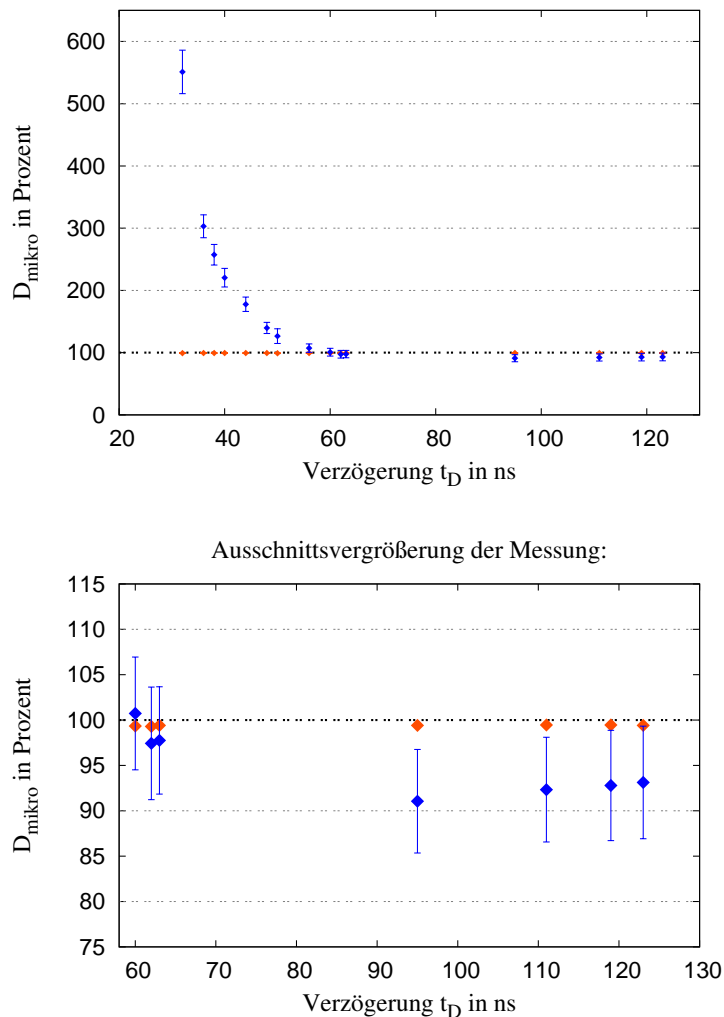 600
500
400
300
200
100
0
D_mikro in Prozent
20 40 60 80 100 120
Verzögerung t_D in ns
Ausschnittsvergrößerung der Messung:
115
110
105
100
95
90
85
80
75
D_mikro in Prozent
60 70 80 90 100 110 120 130
Verzögerung t_D in ns